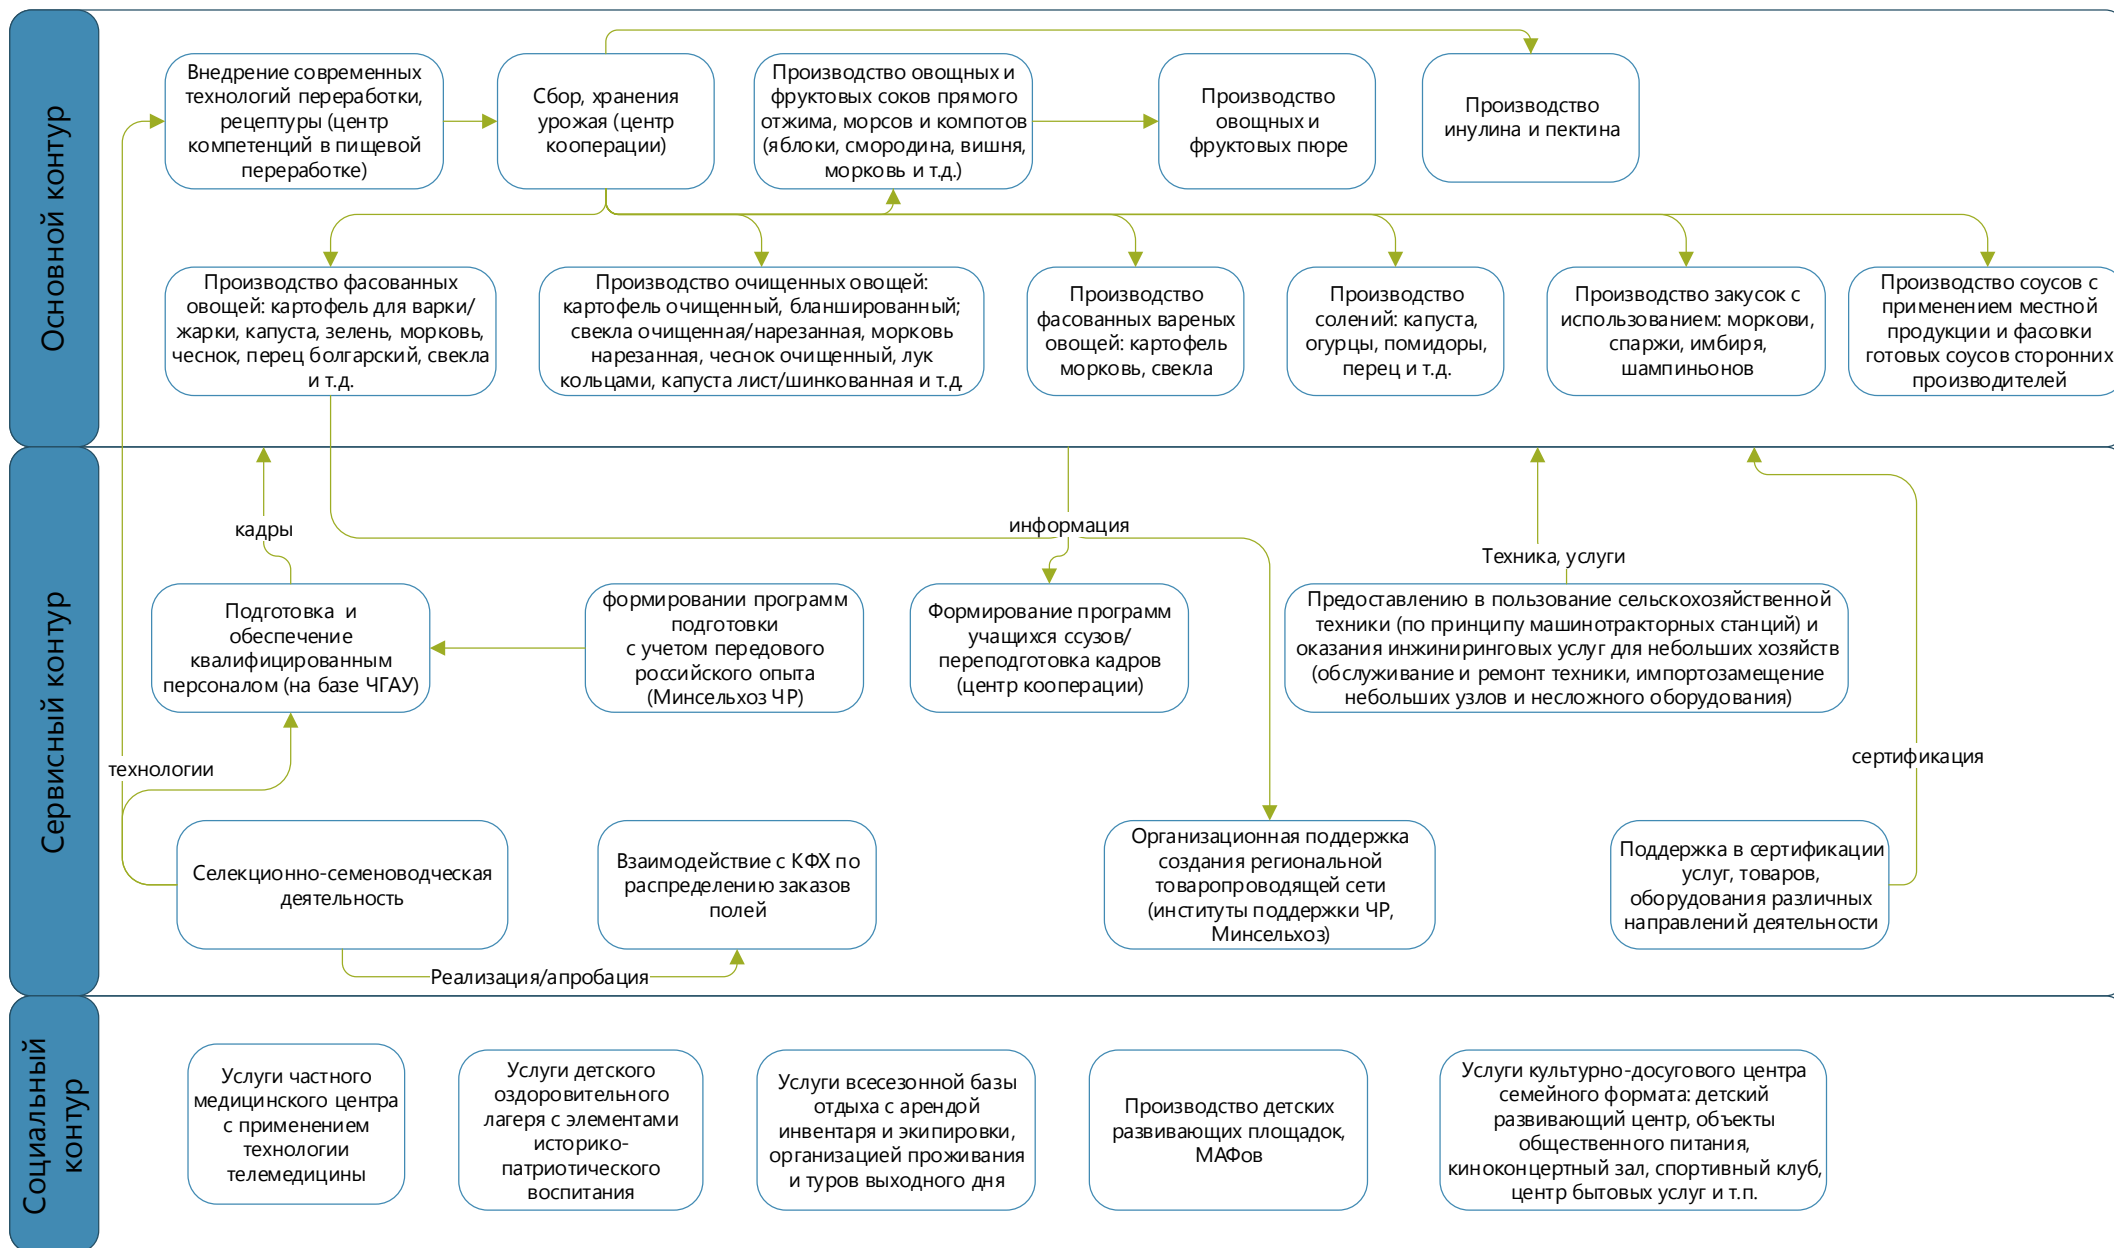 Основной контур
Внедрение современных
технологий переработки,
рецептуры (центр
компетенций в пищевой
переработке)
Сбор, хранения
урожая (центр
кооперации)
Производство овощных и
фруктовых соков прямого
отжима, морсов и компотов
(яблоки, смородина, вишня,
морковь и т.д.)
Производство
овощных и
фруктовых пюре
Производство
инулина и пектина
Производство фасованных
овощей: картофель для варки/
жарки, капуста, зелень, морковь,
чеснок, перец болгарский, свекла
и т.д.
Производство очищенных овощей:
картофель очищенный, бланшированный;
свекла очищенная/нарезанная, морковь
нарезанная, чеснок очищенный, лук
кольцами, капуста лист/шинкованная и т.д.
Производство
фасованных вареных
овощей: картофель
морковь, свекла
Производство
солений: капуста,
огурцы, помидоры,
перец и т.д.
Производство закусок с
использованием: моркови,
спаржи, имбиря,
шампиньонов
Производство соусов с
применением местной
продукции и фасовки
готовых соусов сторонних
производителей
Сервисный контур
кадры
информация
Техника, услуги
Подготовка и
обеспечение
квалифицированным
персоналом (на базе ЧГАУ)
формировании программ
подготовки
с учетом передового
российского опыта
(Минсельхоз ЧР)
Формирование программ
учащихся ссузов/
переподготовка кадров
(центр кооперации)
Предоставлению в пользование сельскохозяйственной
техники (по принципу машинотракторных станций) и
оказания инжиниринговых услуг для небольших хозяйств
(обслуживание и ремонт техники, импортозамещение
небольших узлов и несложного оборудования)
технологии
сертификация
Селекционно-семеноводческая
деятельность
Взаимодействие с КФХ по
распределению заказов
полей
Организационная поддержка
создания региональной
товаропроводящей сети
(институты поддержки ЧР,
Минсельхоз)
Поддержка в сертификации
услуг, товаров,
оборудования различных
направлений деятельности
Реализация/апробация
Социальный
контур
Услуги частного
медицинского центра
с применением
технологии
телемедицины
Услуги детского
оздоровительного
лагеря с элементами
историко-
патриотического
воспитания
Услуги всесезонной базы
отдыха с арендой
инвентаря и экипировки,
организацией проживания
и туров выходного дня
Производство детских
развивающих площадок,
МАФов
Услуги культурно-досугового центра
семейного формата: детский
развивающий центр, объекты
общественного питания,
киноконцертный зал, спортивный клуб,
центр бытовых услуг и т.п.